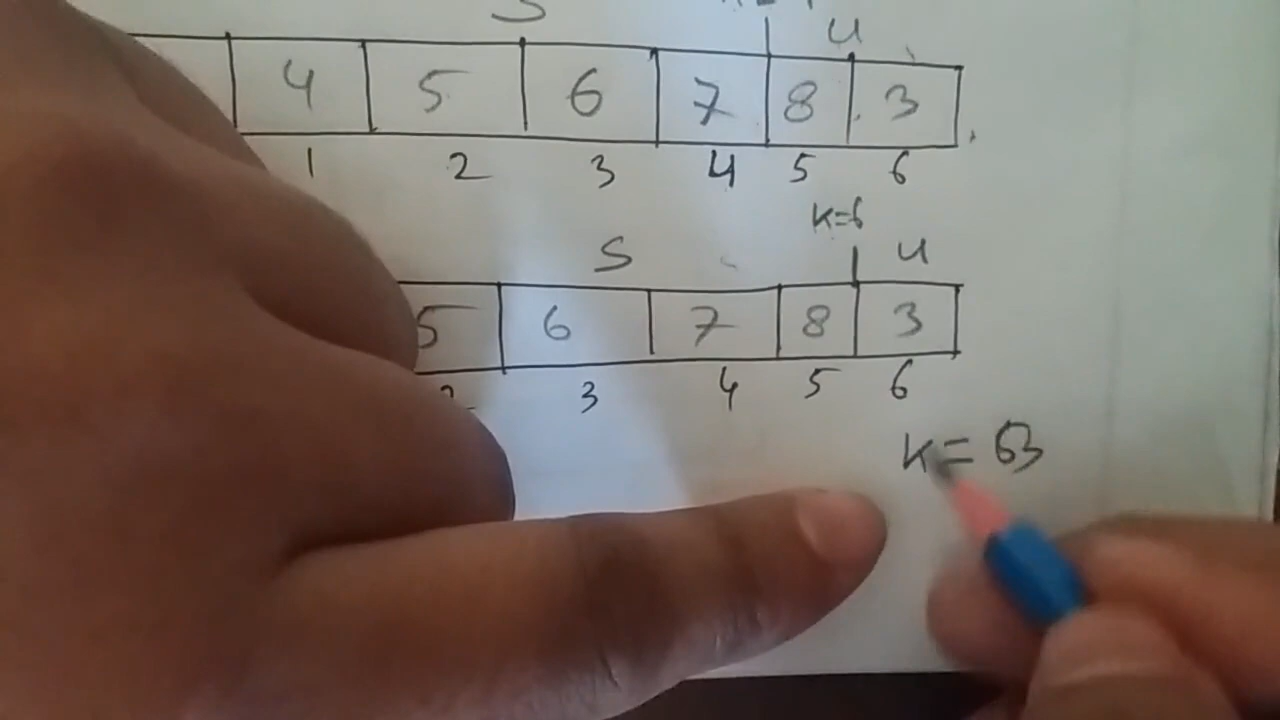 S u
4 5 6 7 8 3
1 2 3 4 5 6
k=6
S u
5 6 7 8 3
3 4 5 6
k= 63